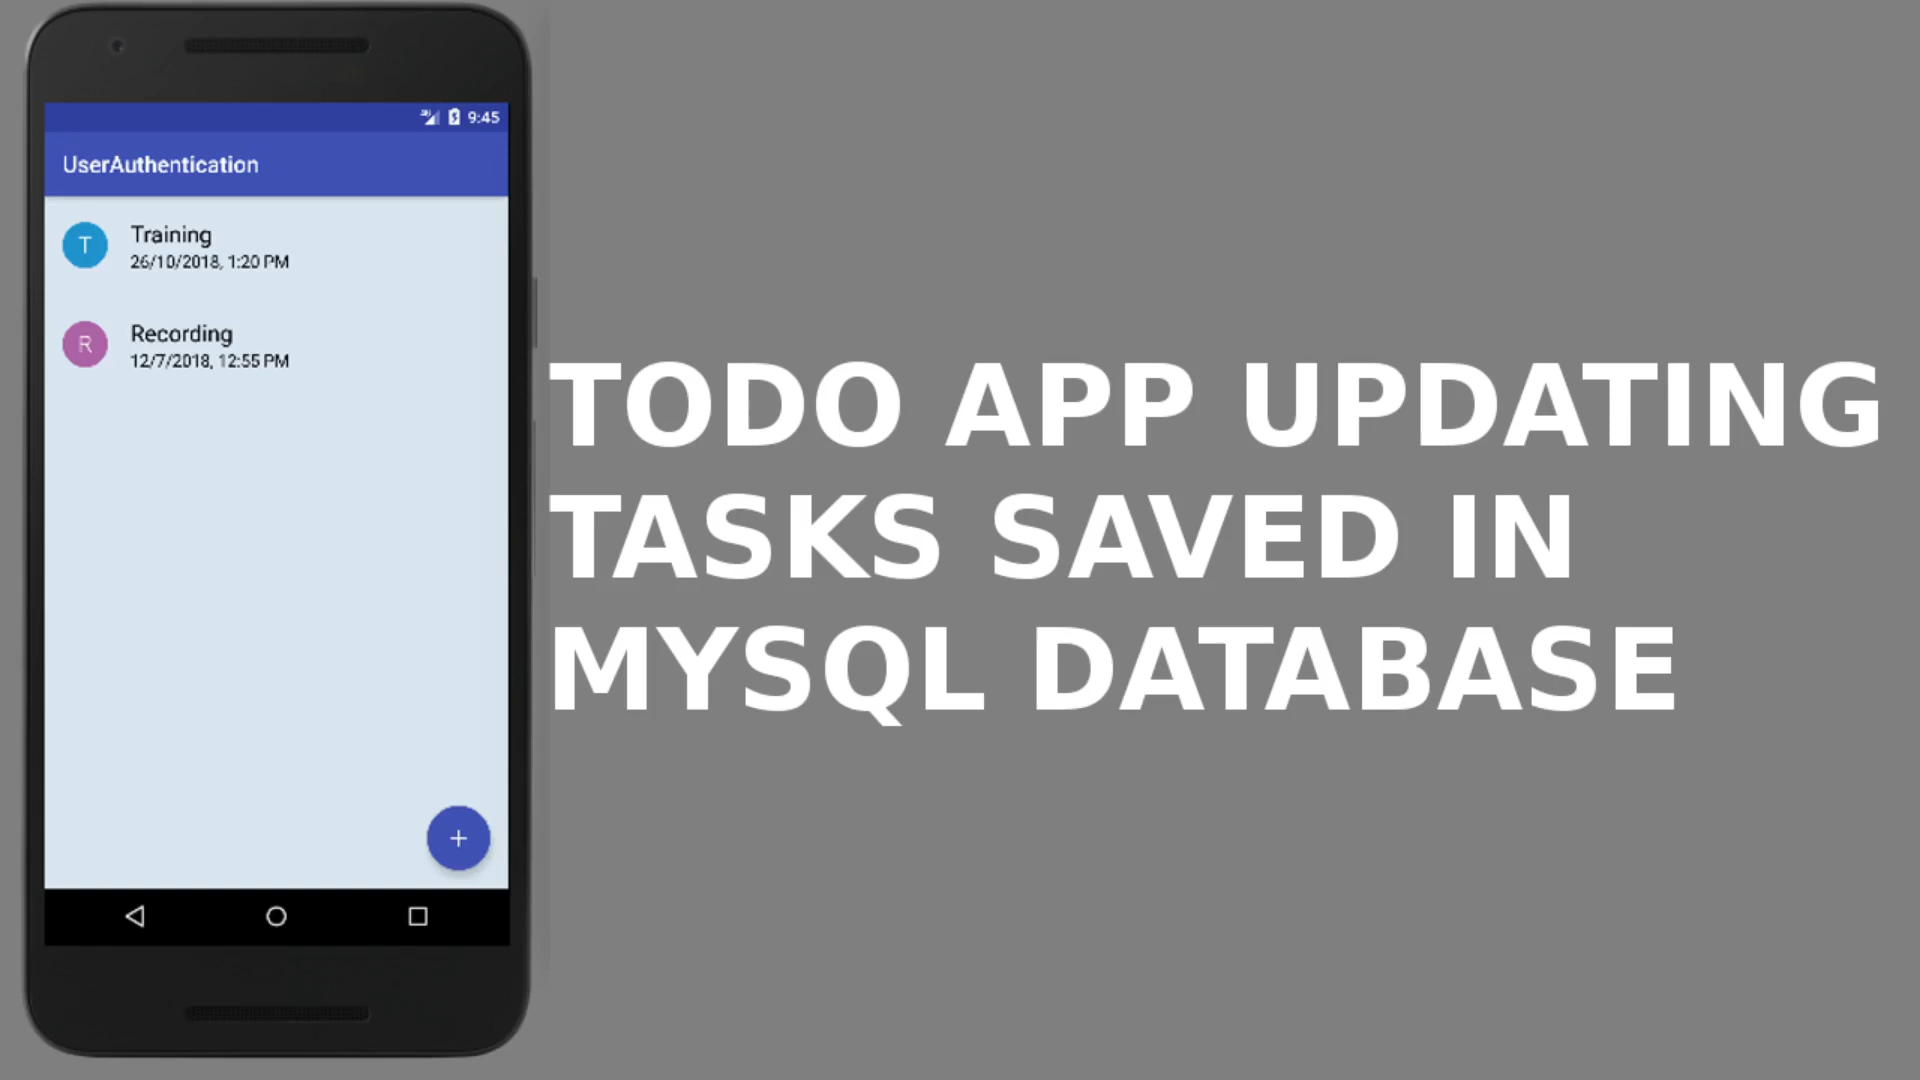 9:45
UserAuthentication
T
Training
26/10/2018, 1:20 PM
R
Recording
12/7/2018, 12:55 PM
+
TODO APP UPDATING
TASKS SAVED IN
MYSQL DATABASE